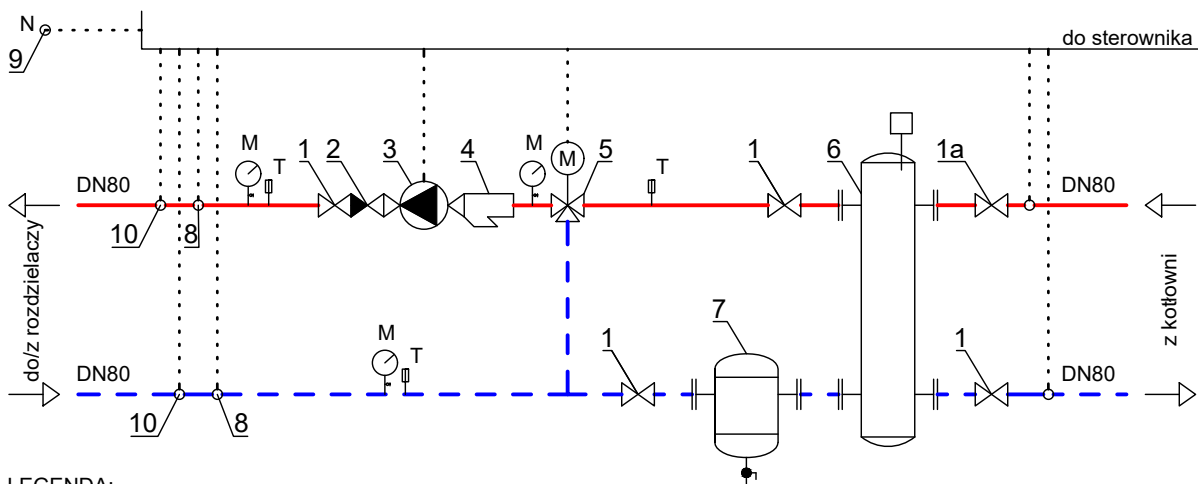 N
9
do sterownika
M
T
1
2
3
4
M
M
5
T
1
6
1a
DN80
DN80
10
8
do/z rozdzielaczy
z kotłowni
M
T
1
7
1
DN80
DN80
10
8
LEGENDA: